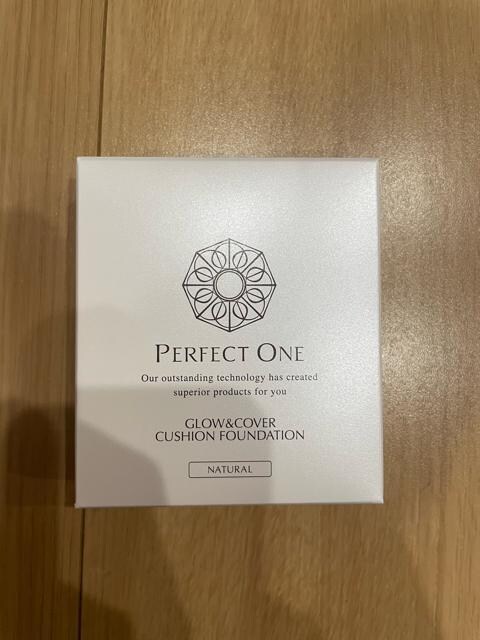 PERFECT ONE
Our outstanding technology has created
superior products for you
GLOW&COVER
CUSHION FOUNDATION
NATURAL